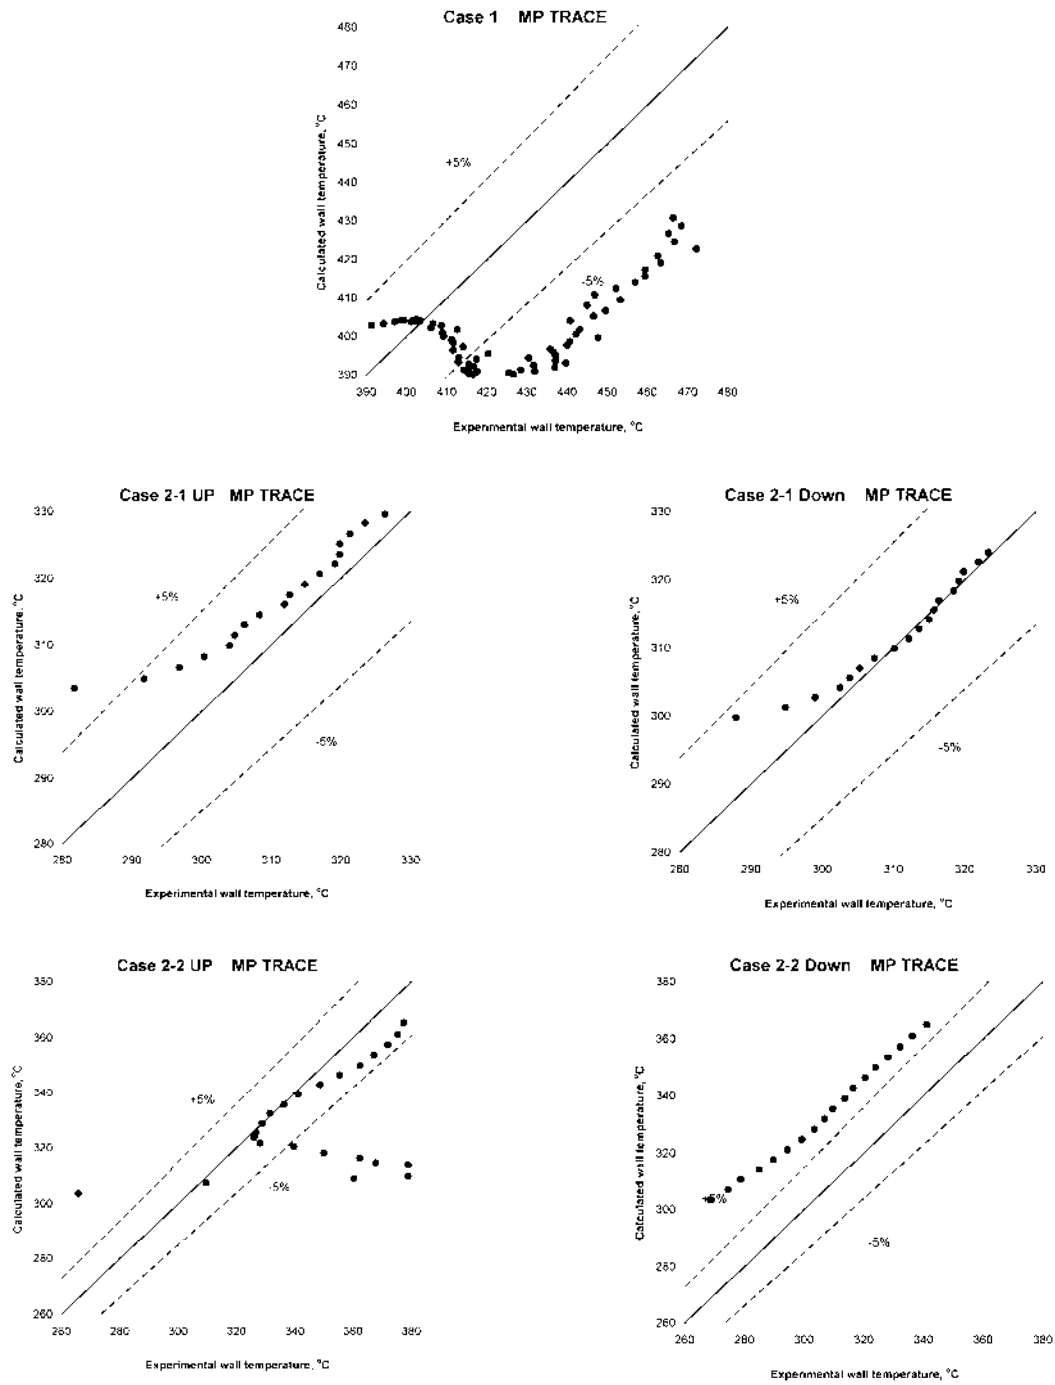 Case 1 MP TRACE
480
470
460
450
440
430
420
410
400
390
Calculated wall temperature, °C
+5%
-5%
390 400 410 420 430 440 450 460 470 480
Experimental wall temperature, °C
Case 2-1 UP MP TRACE
330
320
310
300
290
280
Calculated wall temperature, °C
+5%
-5%
280 290 300 310 320 330
Experimental wall temperature, °C
Case 2-1 Down MP TRACE
330
320
310
300
290
280
Calculated wall temperature, °C
+5%
-5%
280 290 300 310 320 330
Experimental wall temperature, °C
Case 2-2 UP MP TRACE
380
360
340
320
300
280
260
Calculated wall temperature, °C
+5%
-5%
260 280 300 320 340 360 380
Experimental wall temperature, °C
Case 2-2 Down MP TRACE
380
360
340
320
300
280
260
Calculated wall temperature, °C
+5%
-5%
260 280 300 320 340 360 380
Experimental wall temperature, °C